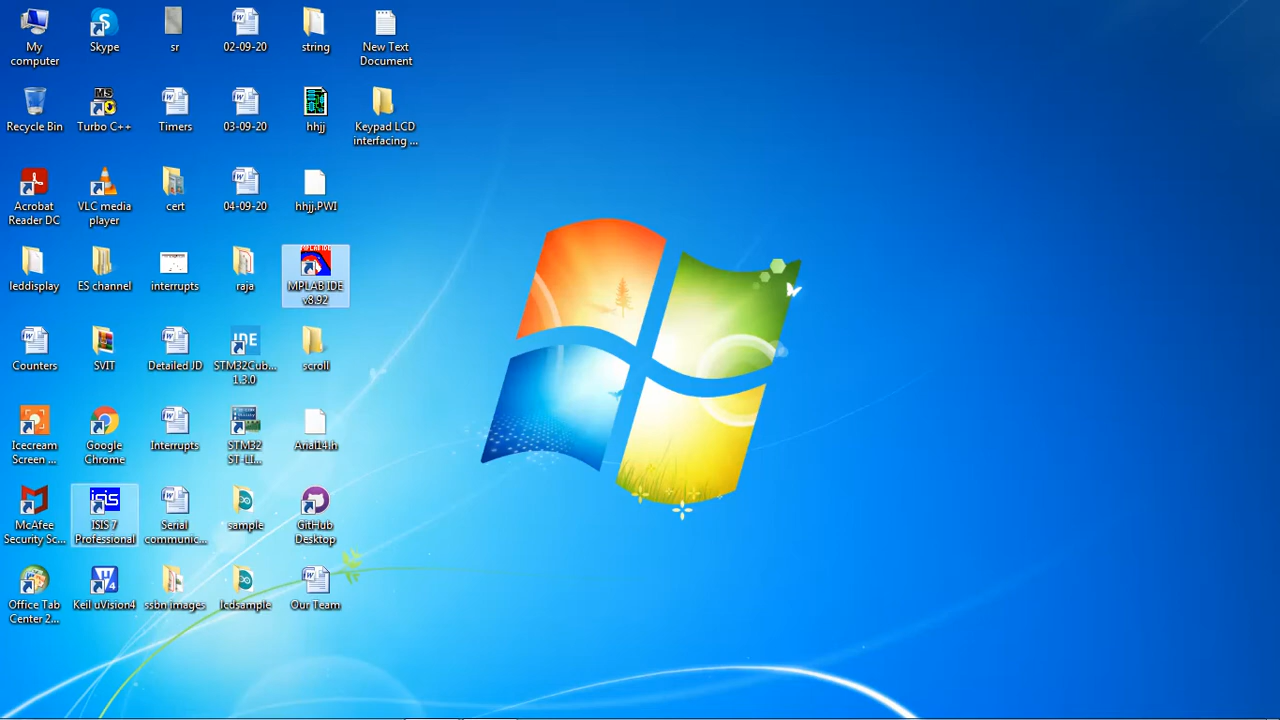 My
computer
Skype
sr
02-09-20
string
New Text
Document
Recycle Bin
MS
Turbo C++
Timers
03-09-20
hhjj
Keypad LCD
interfacing ...
Acrobat
Reader DC
VLC media
player
cert
04-09-20
hhjj.PWI
leddisplay
ES channel
interrupts
raja
MPLAB IDE
v8.92
Counters
SVIT
Detailed JD
IDE
STM32Cub...
1.3.0
scroll
Icecream
Screen ...
Google
Chrome
Interrupts
STM32
ST-LI...
Arial14.h
McAfee
Security Sc...
isis
ISIS 7
Professional
Serial
communic...
sample
GitHub
Desktop
Office Tab
Center 2...
Keil uVision4
ssbn images
lcdsample
Our Team